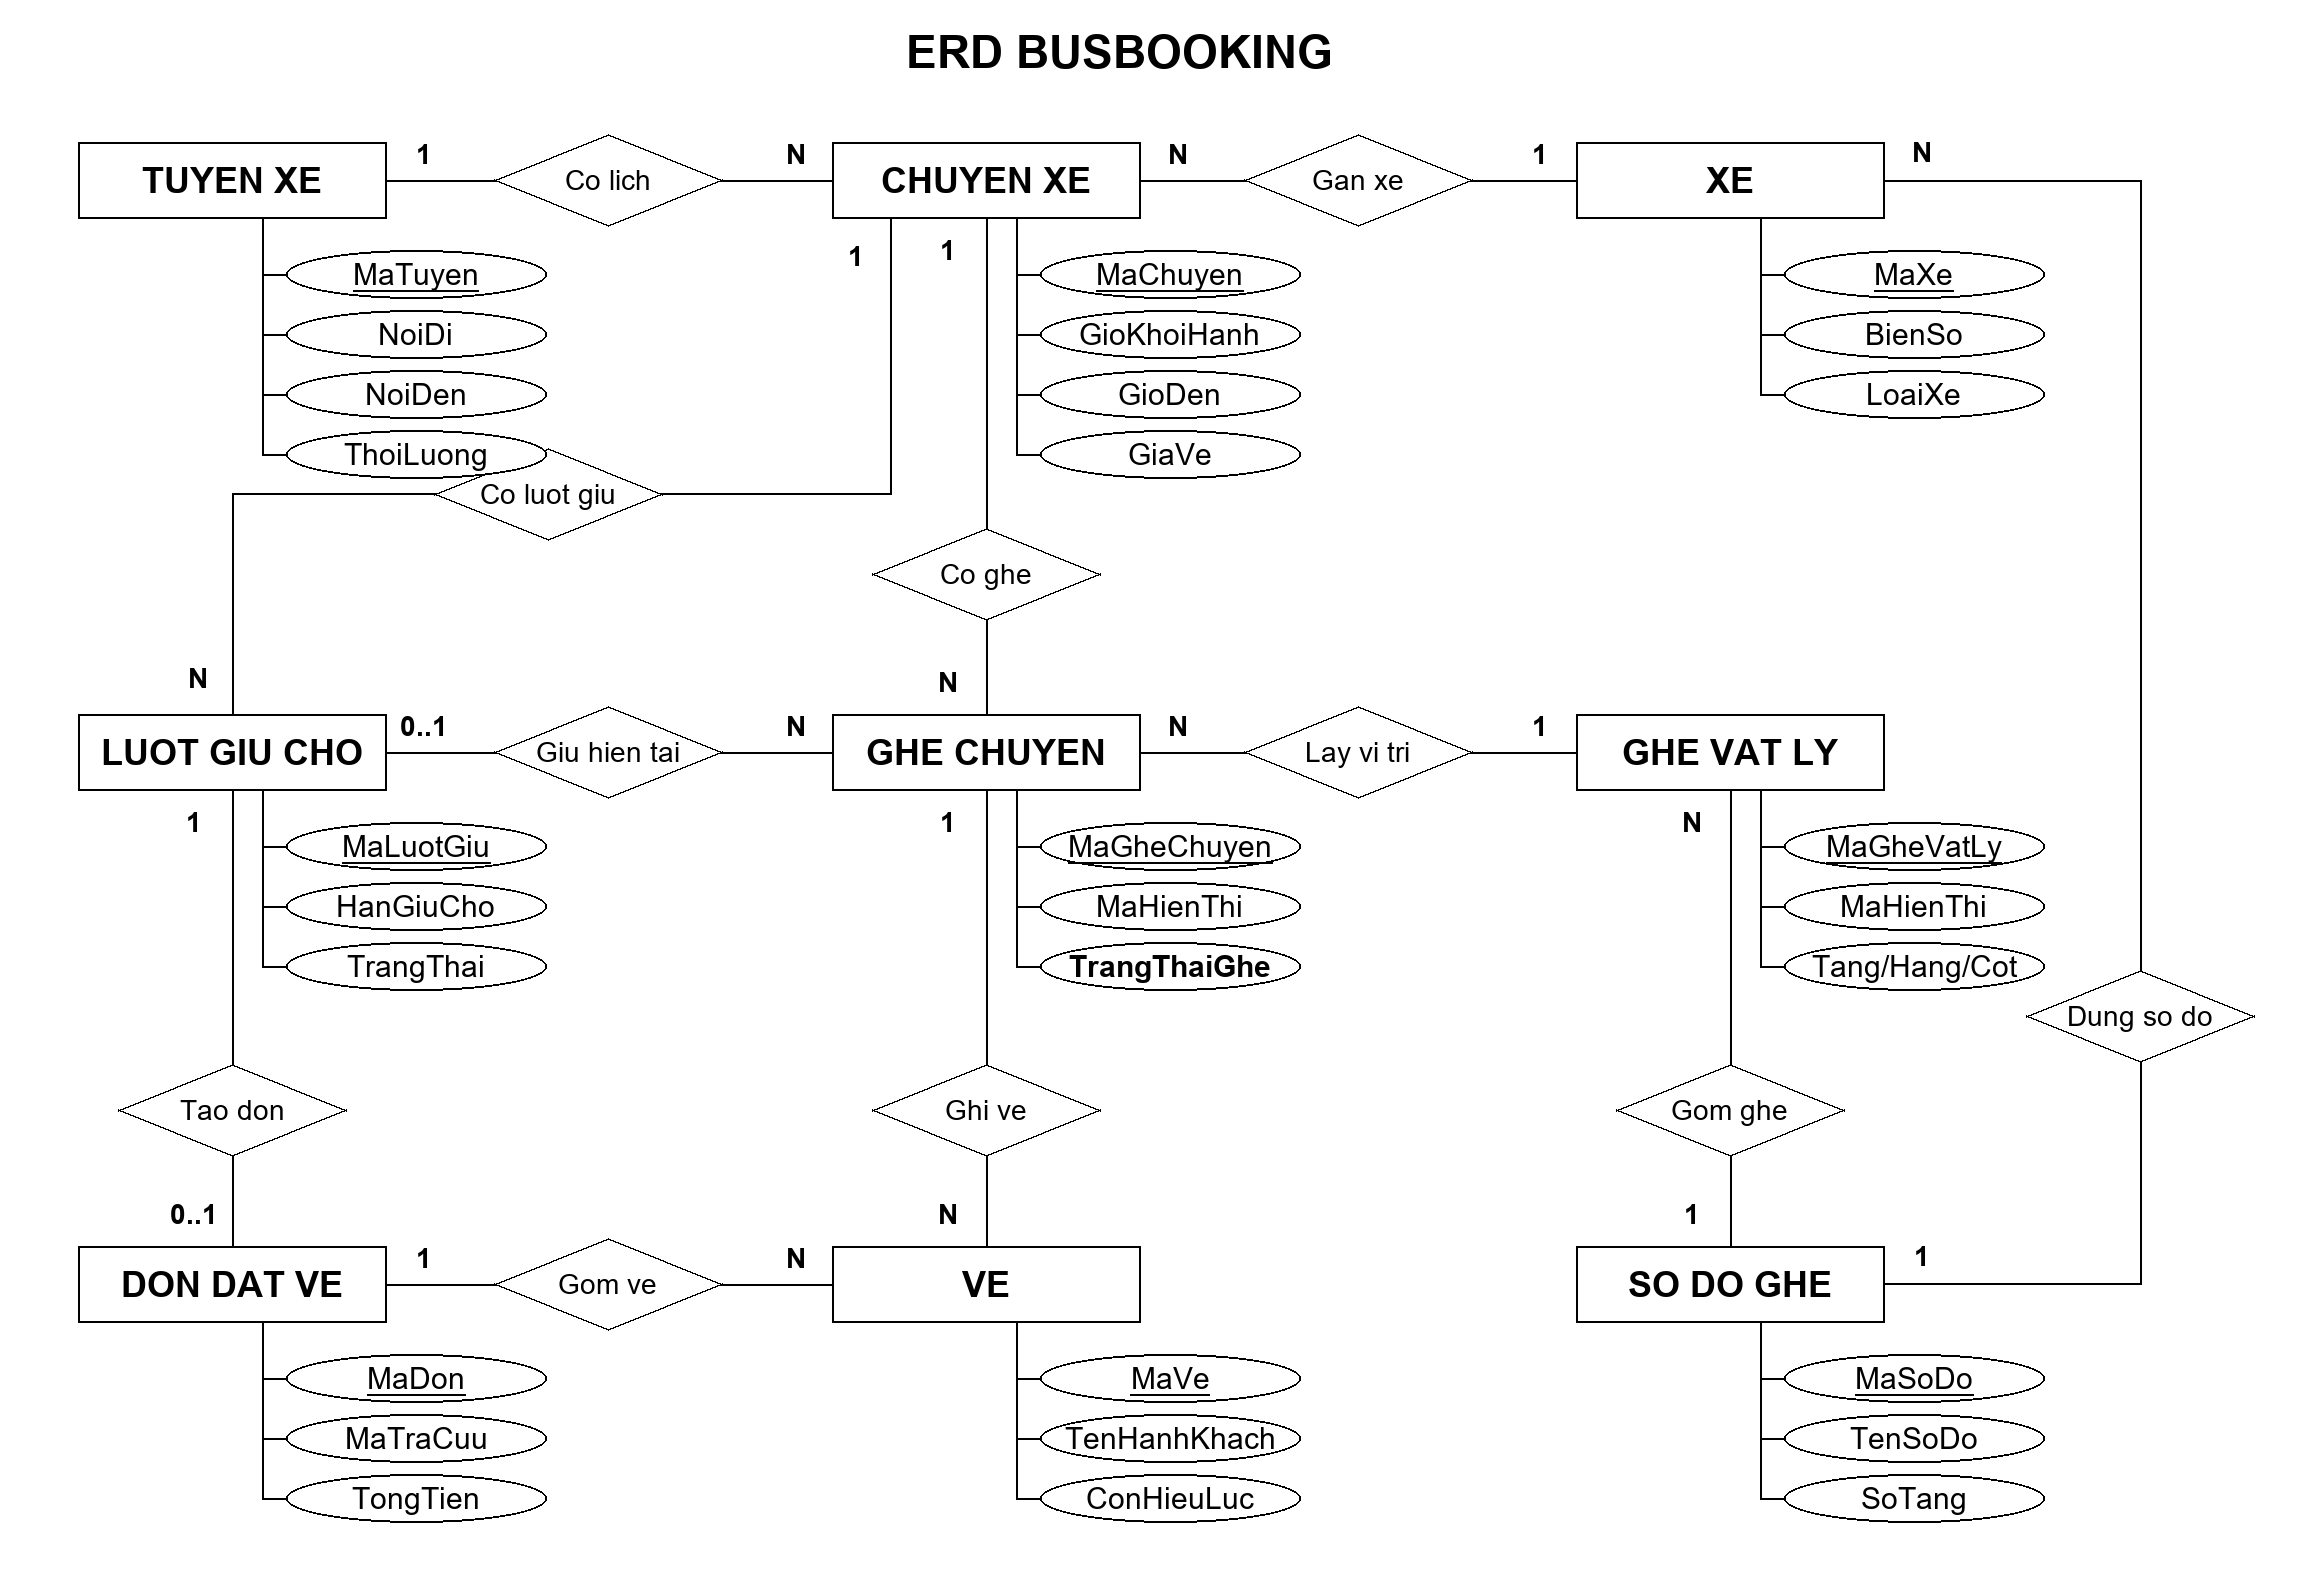 ERD BUSBOOKING
TUYEN XE
1
Co lich
N
CHUYEN XE
N
Gan xe
1
XE
N
MaTuyen
NoiDi
NoiDen
ThoiLuong
1
1
MaChuyen
GioKhoiHanh
GioDen
GiaVe
MaXe
BienSo
LoaiXe
Co luot giu
Co ghe
N
N
LUOT GIU CHO
0..1
Giu hien tai
N
GHE CHUYEN
N
Lay vi tri
1
GHE VAT LY
1
MaLuotGiu
HanGiuCho
TrangThai
1
MaGheChuyen
MaHienThi
TrangThaiGhe
N
MaGheVatLy
MaHienThi
Tang/Hang/Cot
Dung so do
Tao don
Ghi ve
Gom ghe
0..1
N
1
DON DAT VE
1
Gom ve
N
VE
SO DO GHE
1
MaDon
MaTraCuu
TongTien
MaVe
TenHanhKhach
ConHieuLuc
MaSoDo
TenSoDo
SoTang